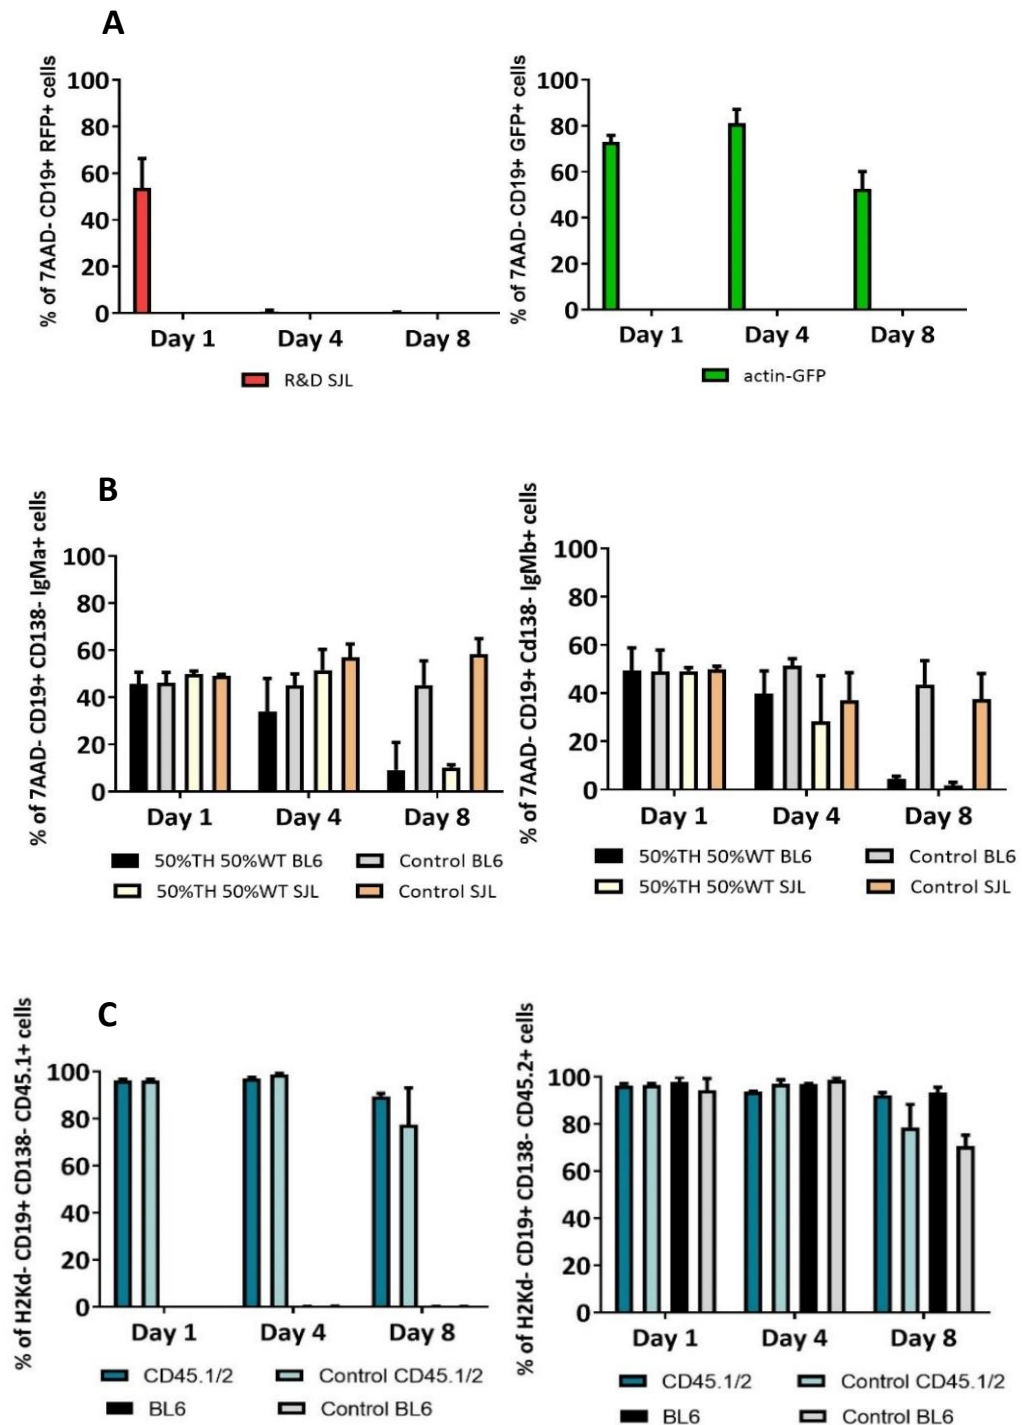 A
% of 7AAD- CD19+ RFP+ cells
100
80
60
40
20
0
Day 1 Day 4 Day 8
R&D SJL
% of 7AAD- CD19+ GFP+ cells
100
80
60
40
20
0
Day 1 Day 4 Day 8
actin-GFP
B
% of 7AAD- CD19+ CD138- IgMa+ cells
100
80
60
40
20
0
Day 1 Day 4 Day 8
50%TH 50%WT BL6 Control BL6
50%TH 50%WT SJL Control SJL
% of 7AAD- CD19+ Cd138- IgMb+ cells
100
80
60
40
20
0
Day 1 Day 4 Day 8
50%TH 50%WT BL6 Control BL6
50%TH 50%WT SJL Control SJL
C
% of H2Kd- CD19+ CD138- CD45.1+ cells
100
80
60
40
20
0
Day 1 Day 4 Day 8
CD45.1/2 Control CD45.1/2
BL6 Control BL6
% of H2Kd- CD19+ CD138- CD45.2+ cells
100
80
60
40
20
0
Day 1 Day 4 Day 8
CD45.1/2 Control CD45.1/2
BL6 Control BL6